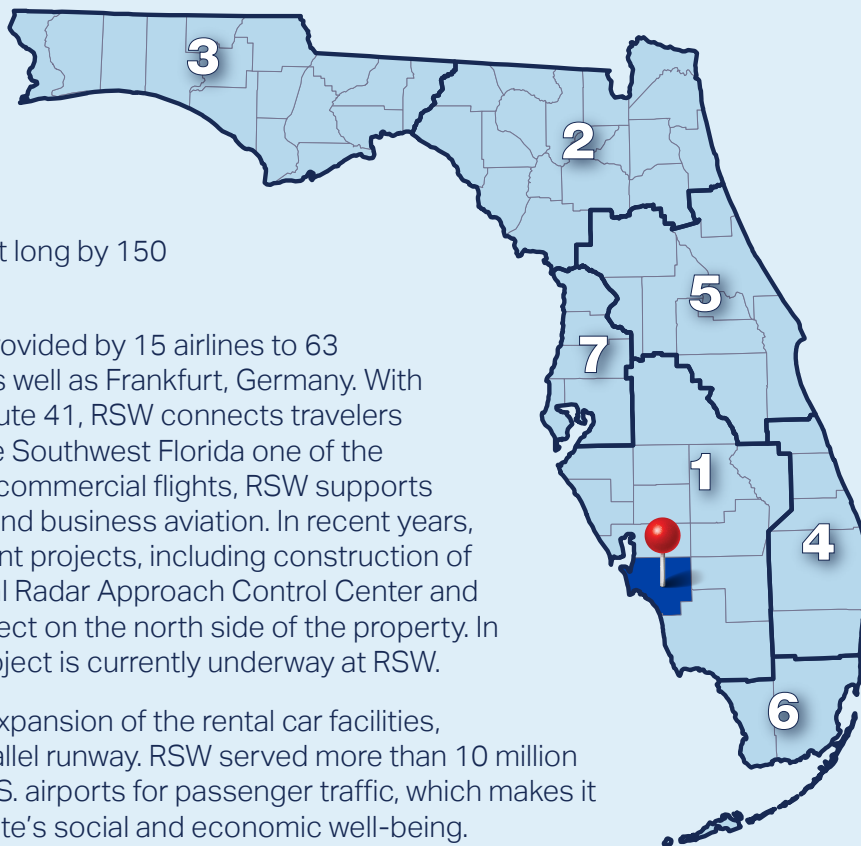 3
2
5
7
1
4
6
t long by 150
rovided by 15 airlines to 63
s well as Frankfurt, Germany. With
ute 41, RSW connects travelers
e Southwest Florida one of the
commercial flights, RSW supports
nd business aviation. In recent years,
nt projects, including construction of
l Radar Approach Control Center and
ect on the north side of the property. In
oject is currently underway at RSW.
xpansion of the rental car facilities,
allel runway. RSW served more than 10 million
S. airports for passenger traffic, which makes it
te's social and economic well-being.